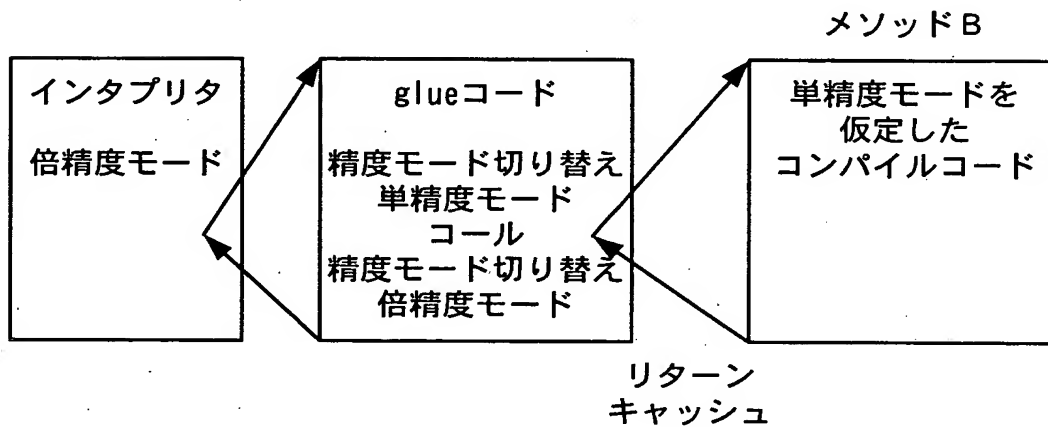 メソッドB
インタプリタ
倍精度モード
glueコード
精度モード切り替え
単精度モード
コール
精度モード切り替え
倍精度モード
単精度モードを
仮定した
コンパイルコード
リターン
キャッシュ